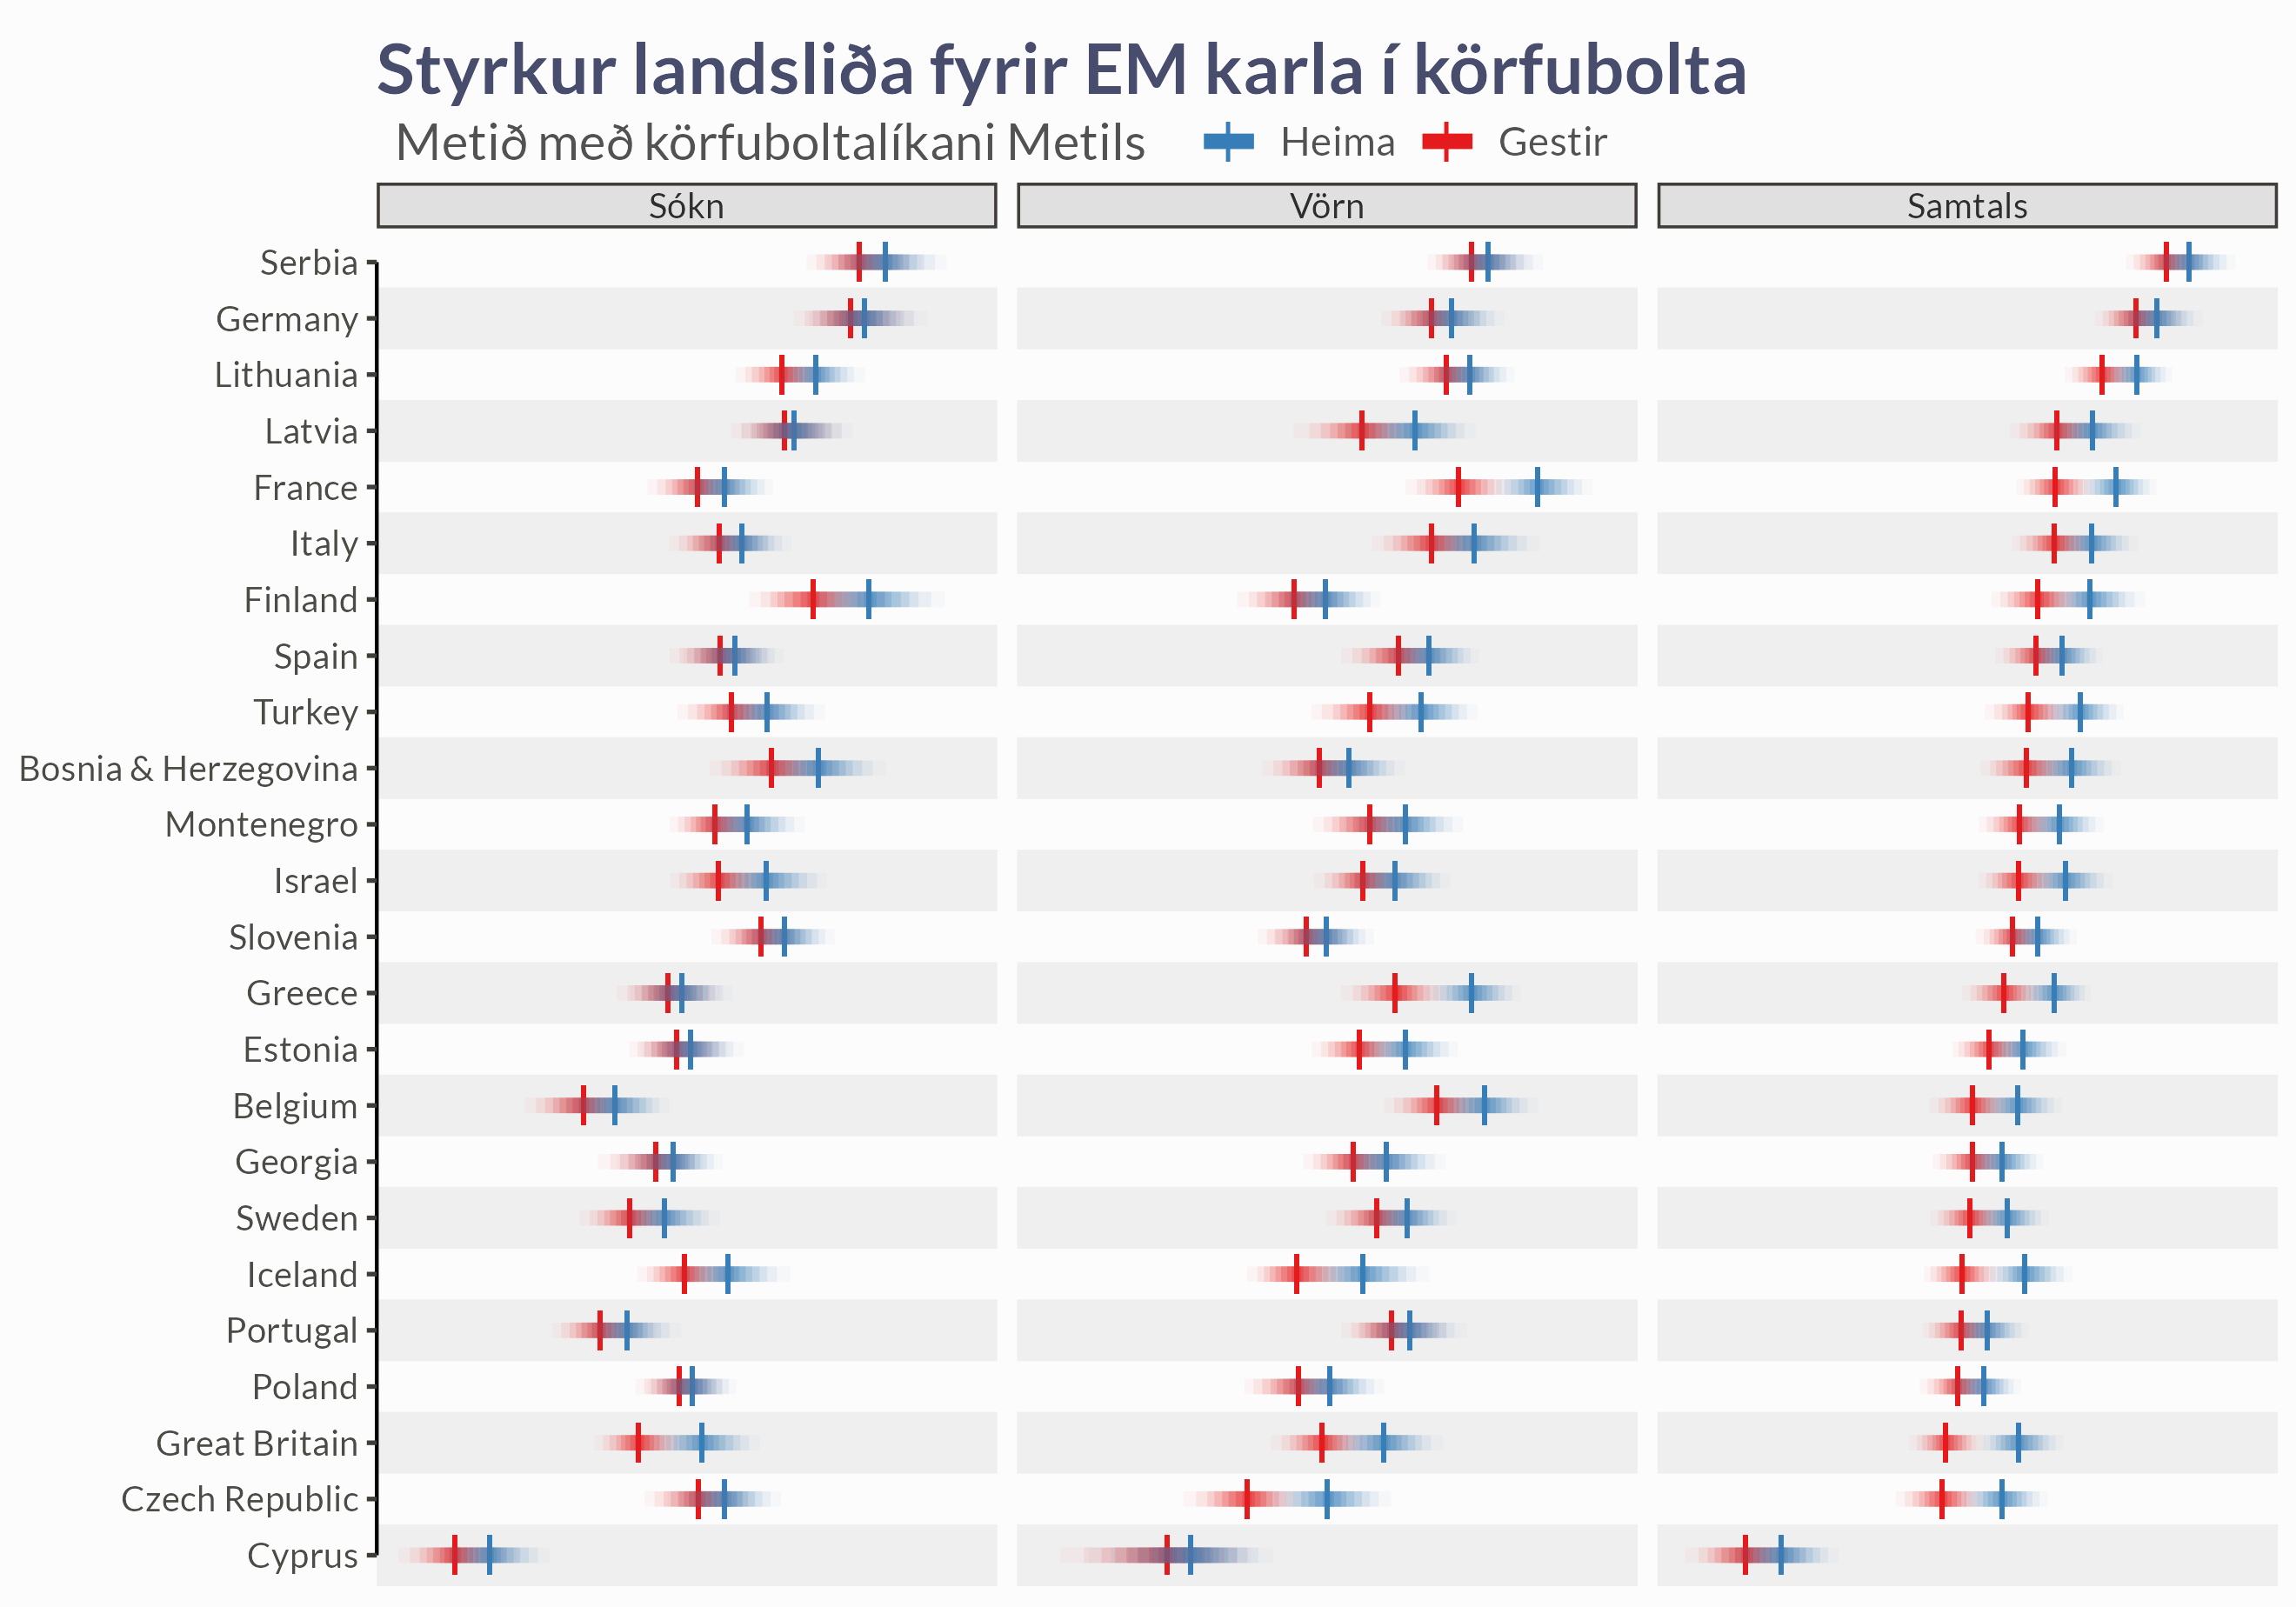 Styrkur landsliða fyrir EM karla í körfubolta
Metið með körfuboltalíkani Metils Heima Gestir
Sókn Vörn Samtals
Serbia
Germany
Lithuania
Latvia
France
Italy
Finland
Spain
Turkey
Bosnia & Herzegovina
Montenegro
Israel
Slovenia
Greece
Estonia
Belgium
Georgia
Sweden
Iceland
Portugal
Poland
Great Britain
Czech Republic
Cyprus